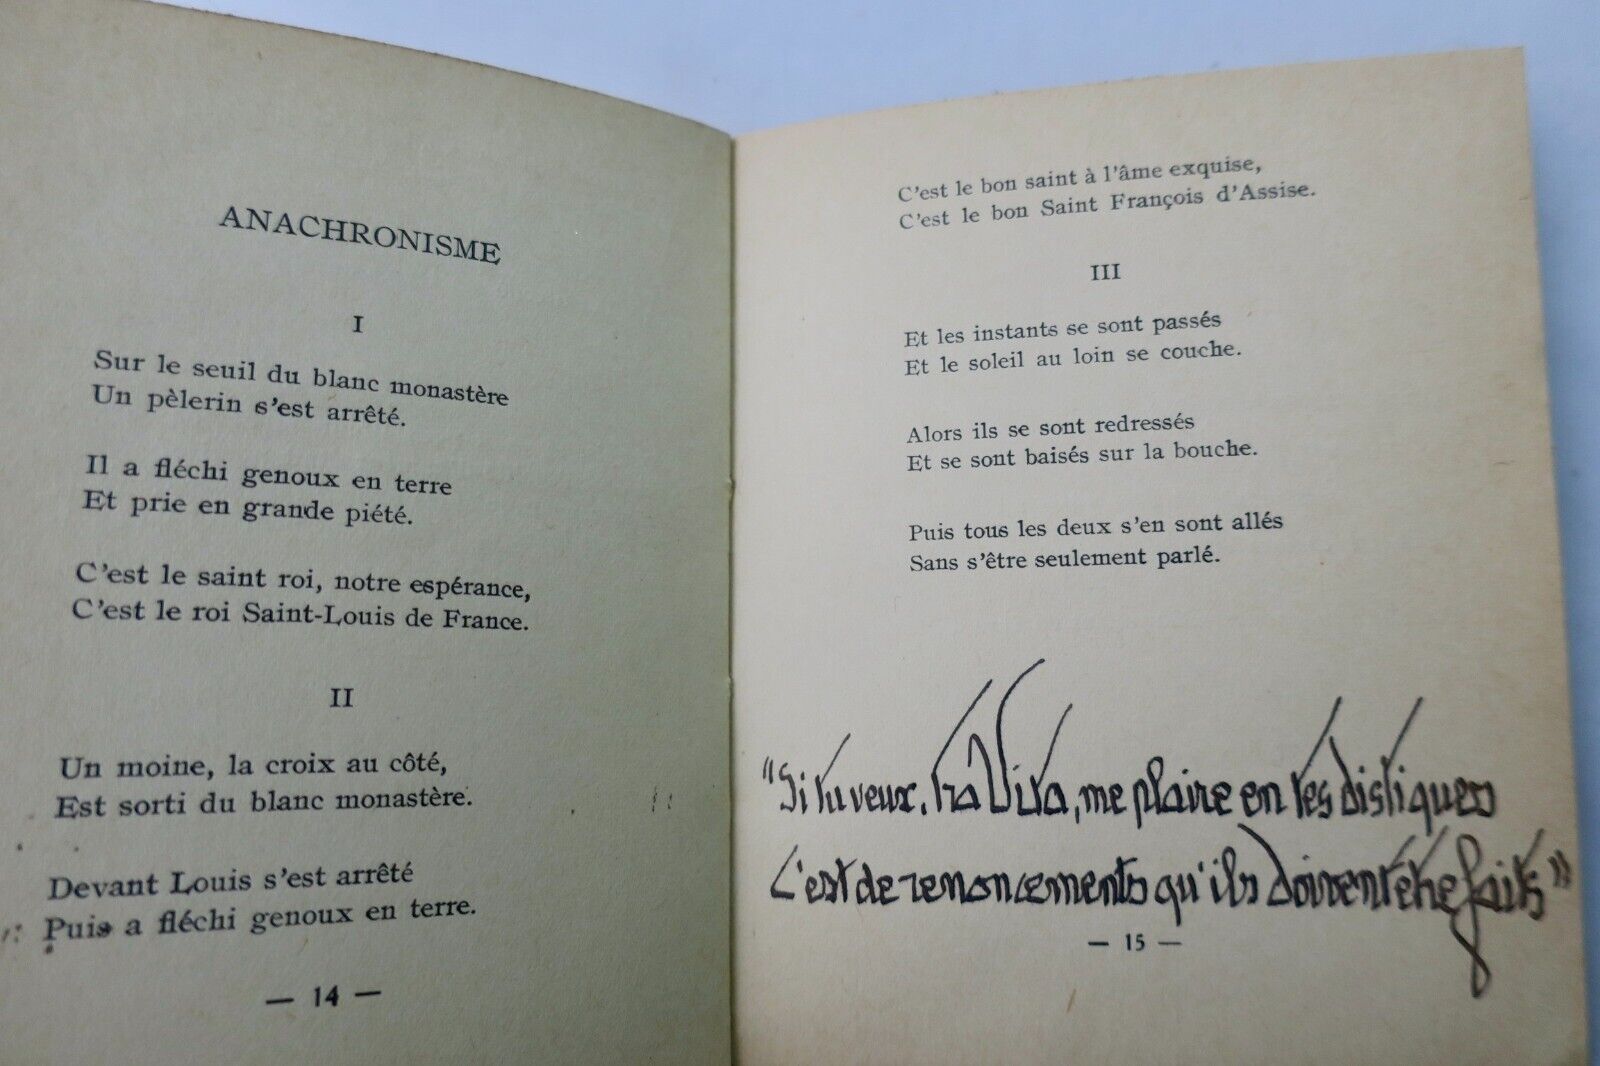 ANACHRONISME
I
Sur le seuil du blanc monastère
Un pèlerin s'est arrêté.
Il a fléchi genoux en terre
Et prie en grande piété.
C'est le saint roi, notre espérance,
C'est le roi Saint-Louis de France.
II
Un moine, la croix au côté,
Est sorti du blanc monastère.
Devant Louis s'est arrêté
Puis a fléchi genoux en terre.
— 14 —
C'est le bon saint à l'âme exquise,
C'est le bon Saint François d'Assise.
III
Et les instants se sont passés
Et le soleil au loin se couche.
Alors ils se sont redressés
Et se sont baisés sur la bouche.
Puis tous les deux s'en sont allés
Sans s'être seulement parlé.
"Si tu veux, Vita, me plaire en tes distiques
C'est de renoncements qu'ils doivent être faits"
— 15 —